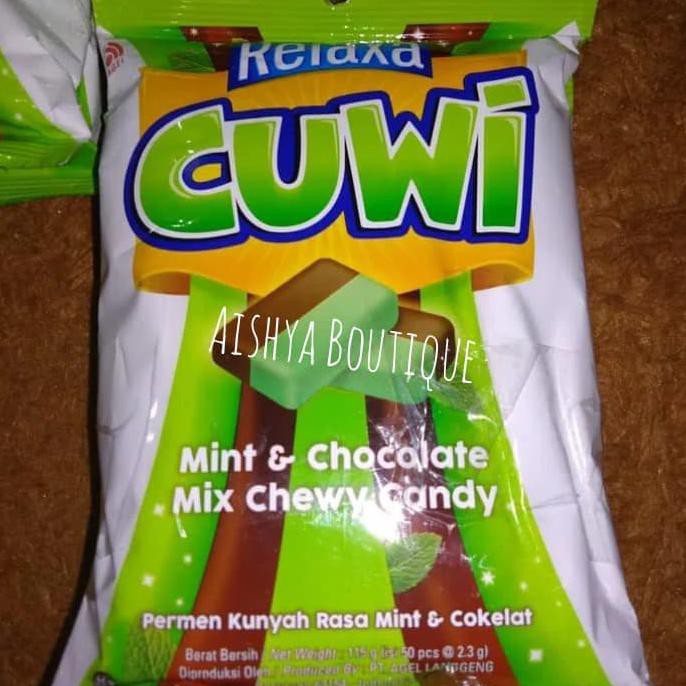 Relaxa
CUWi
AISHYA BOUTIQUE
Mint & Chocolate
Mix Chewy Candy
Permen Kunyah Rasa Mint & Cokelat
Berat Bersih / Net Weight : 115 g (isi 50 pcs @ 2.3 g)
Diproduksi Oleh / Produced By : PT. AGEL LANGGENG